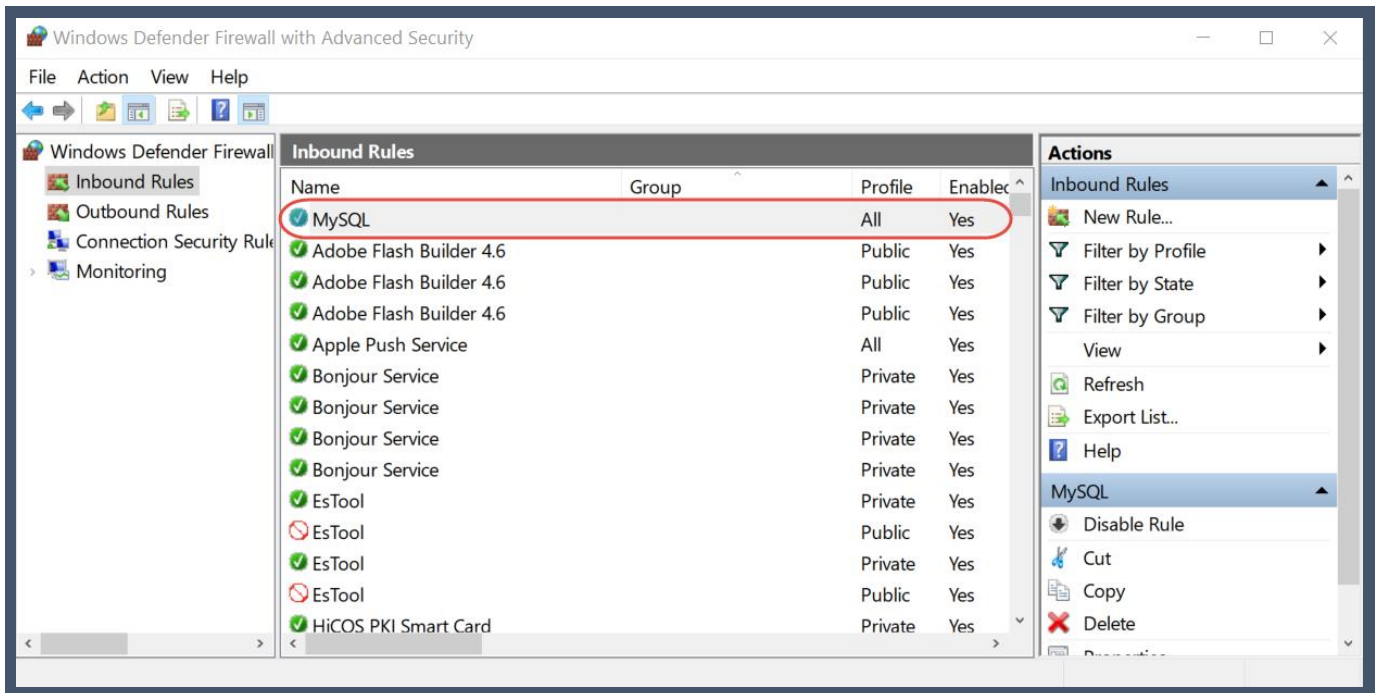 Windows Defender Firewall with Advanced Security
File Action View Help
Windows Defender Firewall
Inbound Rules
Outbound Rules
Connection Security Rule
Monitoring
Inbound Rules
Name Group Profile Enabled
MySQL All Yes
Adobe Flash Builder 4.6 Public Yes
Adobe Flash Builder 4.6 Public Yes
Adobe Flash Builder 4.6 Public Yes
Apple Push Service All Yes
Bonjour Service Private Yes
Bonjour Service Private Yes
Bonjour Service Private Yes
Bonjour Service Private Yes
EsTool Private Yes
EsTool Public Yes
EsTool Private Yes
EsTool Public Yes
HiCOS PKI Smart Card Private Yes
Actions
Inbound Rules
New Rule...
Filter by Profile
Filter by State
Filter by Group
View
Refresh
Export List...
Help
MySQL
Disable Rule
Cut
Copy
Delete